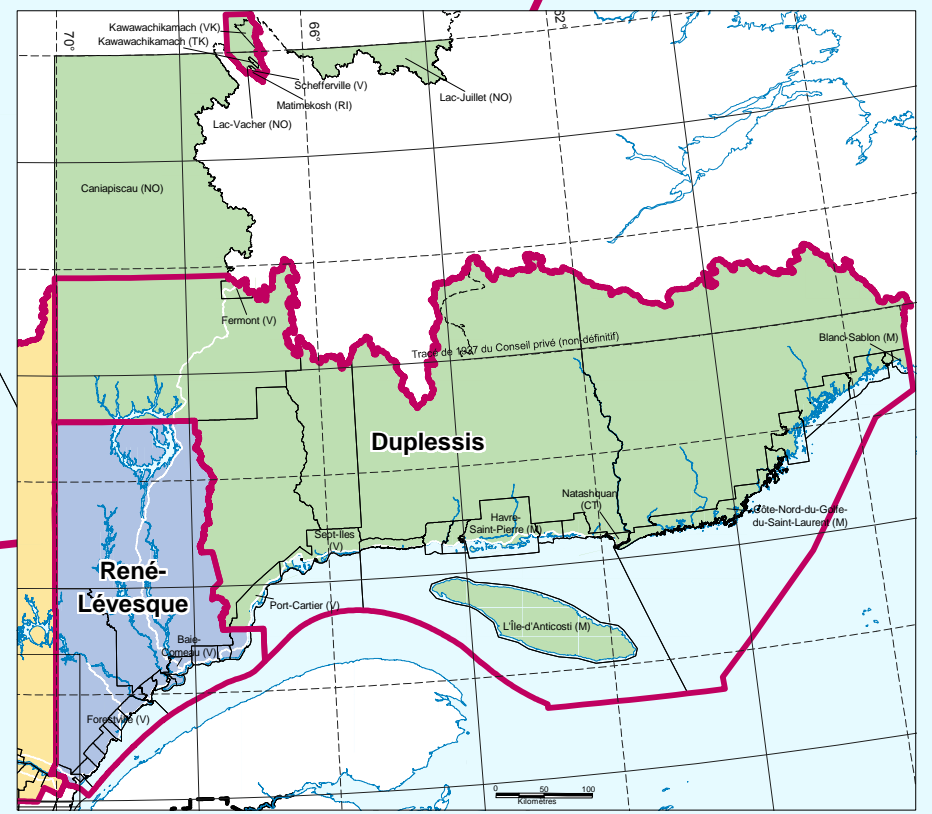 70°
66°
62°
Kawawachikamach (VK)
Kawawachikamach (TK)
Schefferville (V)
Matimekosh (RI)
Lac-Vacher (NO)
Lac-Juillet (NO)
Caniapiscau (NO)
Fermont (V)
Tracé de 1927 du Conseil privé (non-définitif)
Blanc-Sablon (M)
Duplessis
Natashquan
(CT)
Havre-
Saint-Pierre (M)
Côte-Nord-du-Golfe-
du-Saint-Laurent (M)
Sept-Iles
(V)
René-
Lévesque
Port-Cartier (V)
L'Île-d'Anticosti (M)
Baie-
Comeau (V)
Forestville (V)
0 50 100
Kilomètres